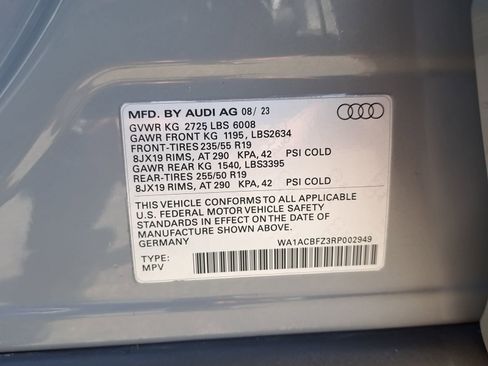 MFD. BY AUDI AG 08/ 23
GVWR KG 2725 LBS 6008
GAWR FRONT KG 1195, LBS2634
FRONT-TIRES 235/55 R19
8JX19 RIMS, AT 290 KPA, 42 PSI COLD
GAWR REAR KG 1540, LBS3395
REAR-TIRES 255/50 R19
8JX19 RIMS, AT 290 KPA, 42 PSI COLD
THIS VEHICLE CONFORMS TO ALL APPLICABLE
U.S. FEDERAL MOTOR VEHICLE SAFETY
STANDARDS IN EFFECT ON THE DATE OF
MANUFACTURE SHOWN ABOVE.
GERMANY WA1ACBFZ3RP002949
TYPE:
MPV